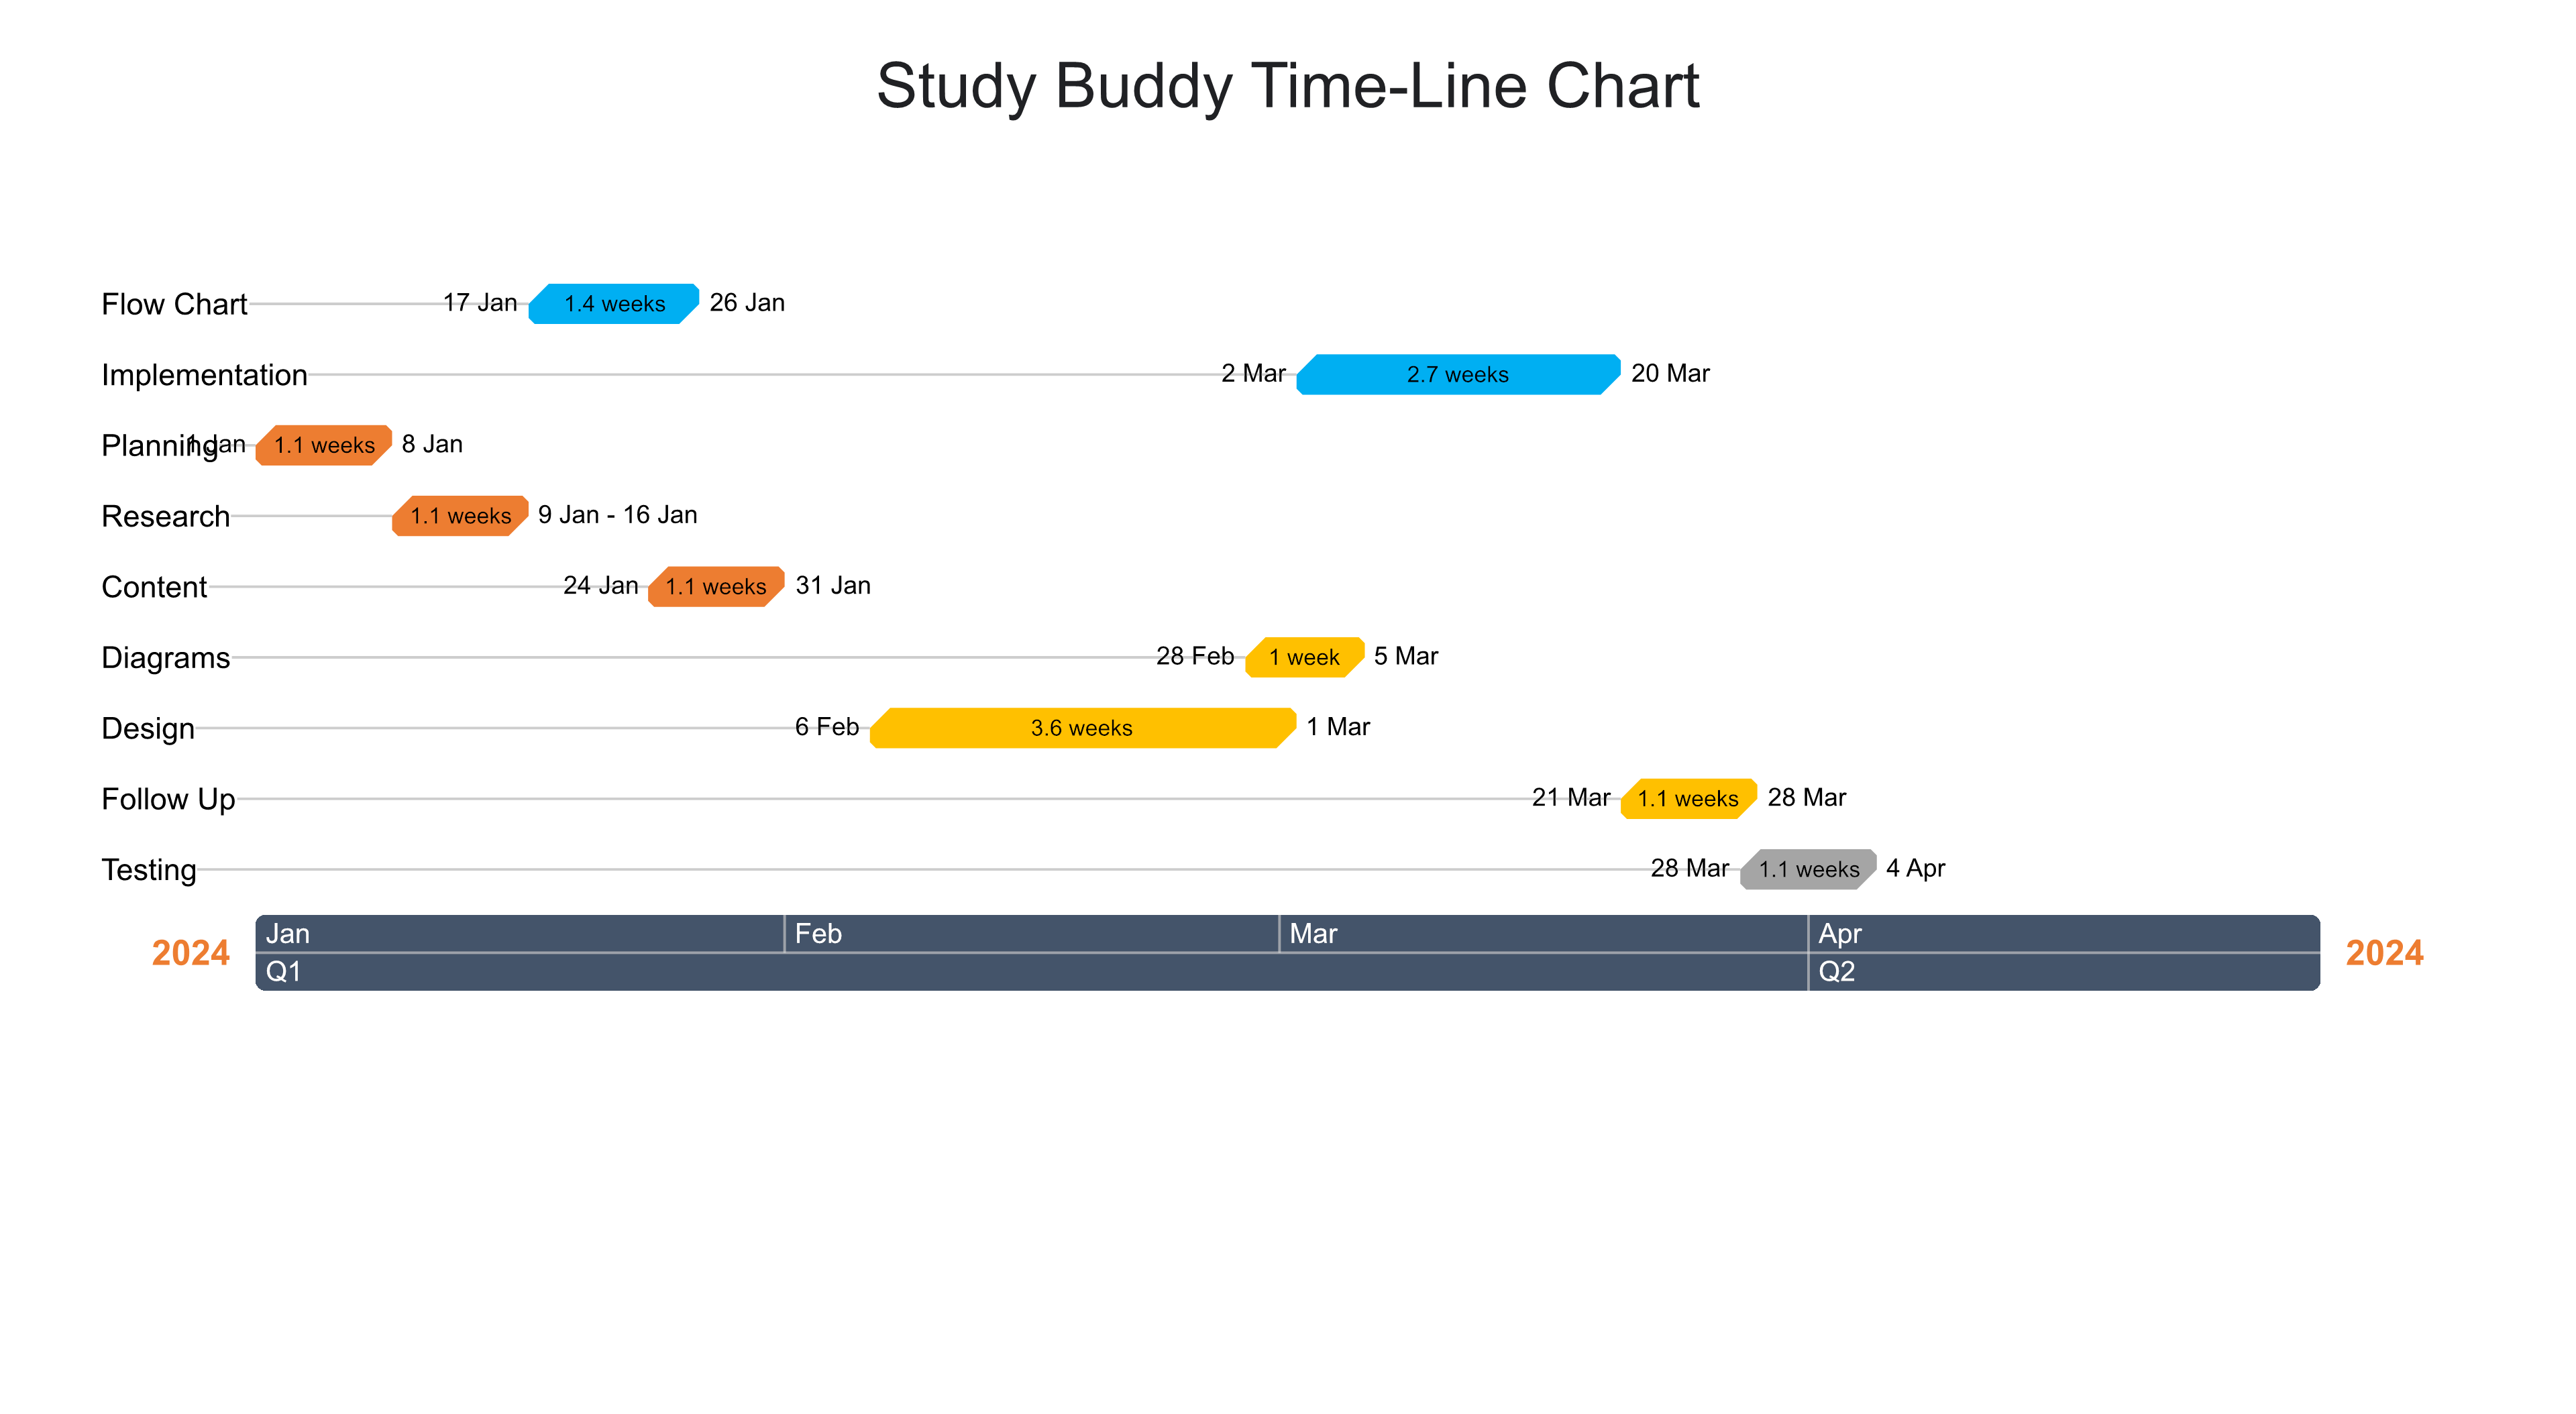 Study Buddy Time-Line Chart
Flow Chart 17 Jan 1.4 weeks 26 Jan
Implementation 2 Mar 2.7 weeks 20 Mar
Planning 1 Jan 1.1 weeks 8 Jan
Research 1.1 weeks 9 Jan - 16 Jan
Content 24 Jan 1.1 weeks 31 Jan
Diagrams 28 Feb 1 week 5 Mar
Design 6 Feb 3.6 weeks 1 Mar
Follow Up 21 Mar 1.1 weeks 28 Mar
Testing 28 Mar 1.1 weeks 4 Apr
Jan Feb Mar Apr
2024 2024
Q1 Q2